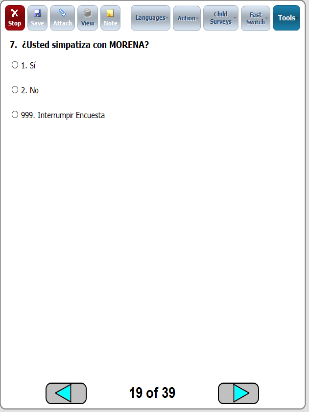 Stop Save Attach View Note Languages Actions Child Surveys Fast Search Tools
7. ¿Usted simpatiza con MORENA?
1. Sí
2. No
999. Interrumpir Encuesta
19 of 39